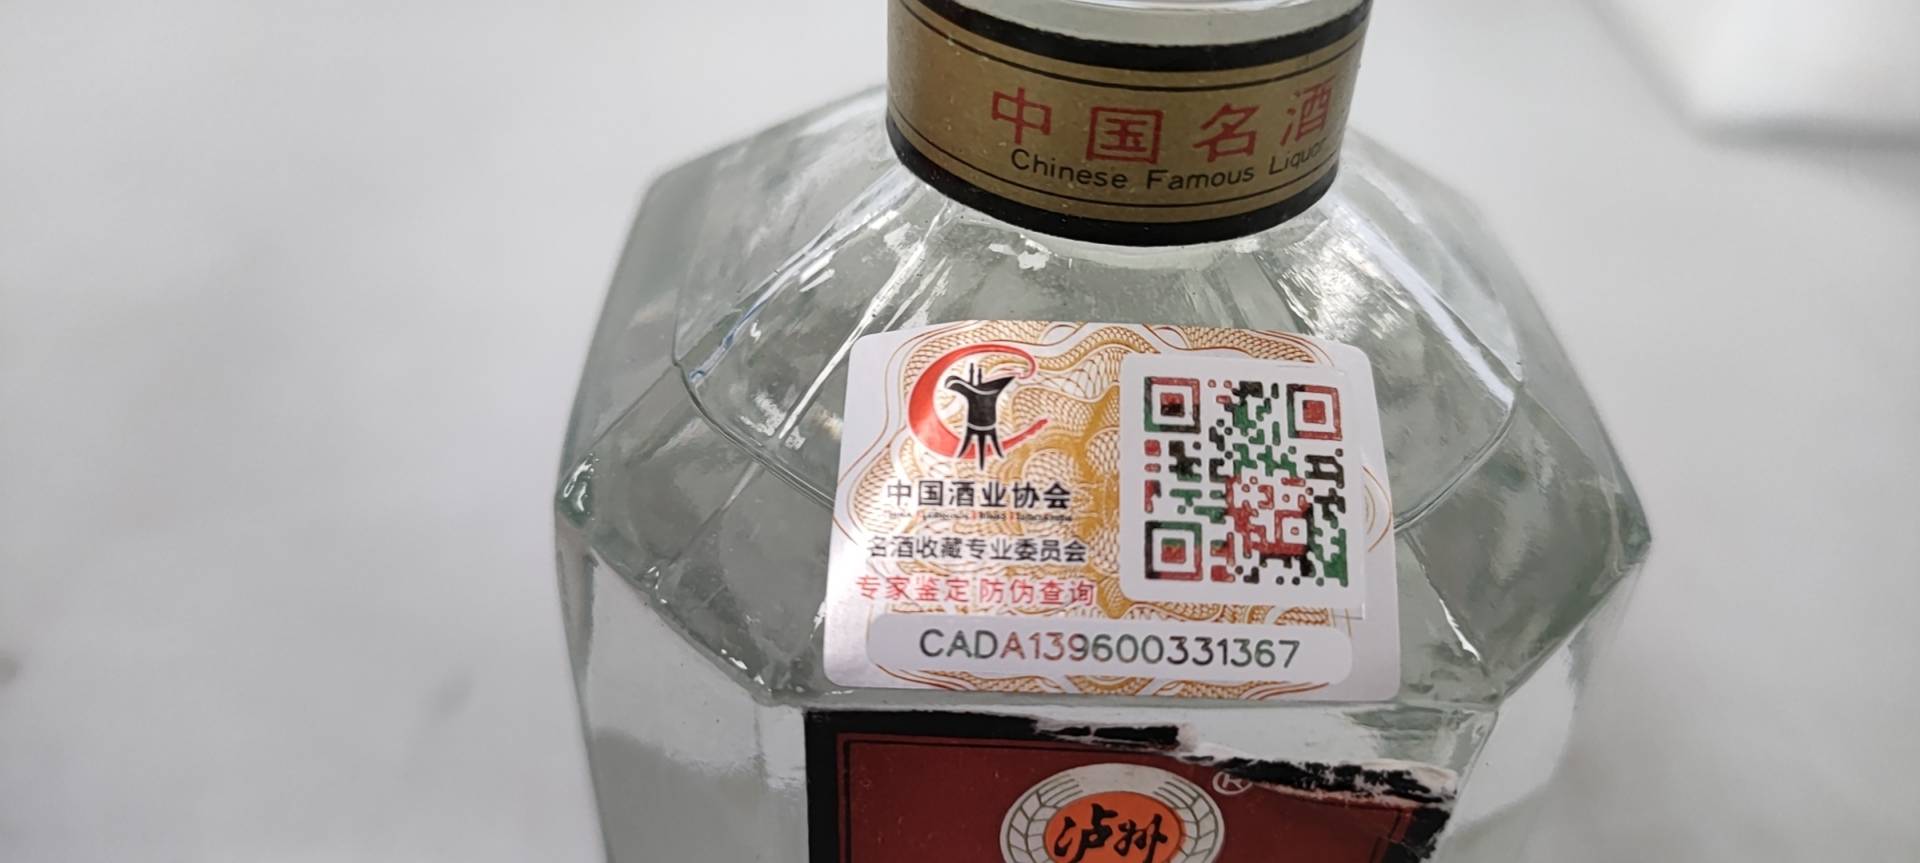 中国名酒
Chinese Famous Liquor
中国酒业协会
名酒收藏专业委员会
专家鉴定 防伪查询
CADA139600331367
®
泸州